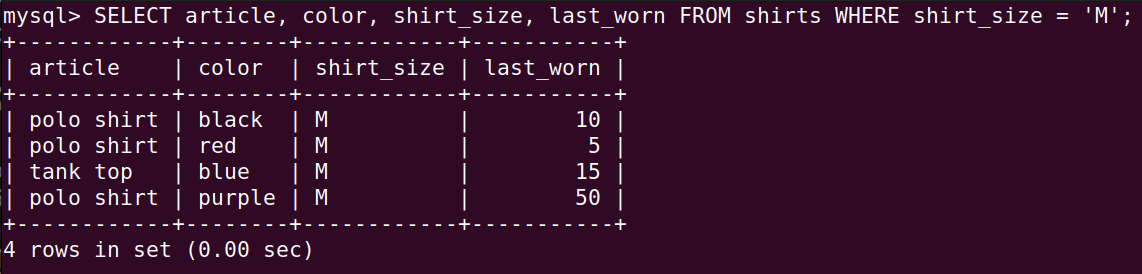 mysql> SELECT article, color, shirt_size, last_worn FROM shirts WHERE shirt_size = 'M';
+------------+--------+------------+-----------+
| article    | color  | shirt_size | last_worn |
+------------+--------+------------+-----------+
| polo shirt | black  | M          |        10 |
| polo shirt | red    | M          |         5 |
| tank top   | blue   | M          |        15 |
| polo shirt | purple | M          |        50 |
+------------+--------+------------+-----------+
4 rows in set (0.00 sec)